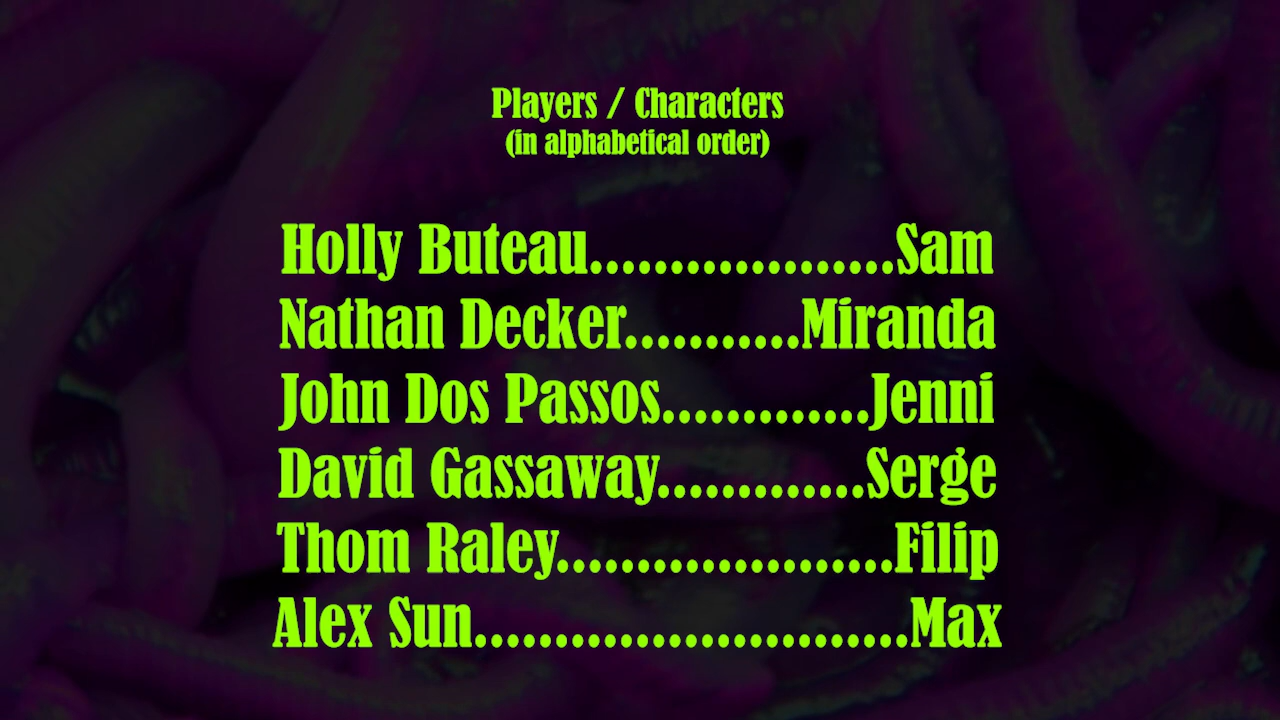 Players / Characters
(in alphabetical order)
Holly Buteau...................Sam
Nathan Decker...........Miranda
John Dos Passos.............Jenni
David Gassaway.............Serge
Thom Raley.....................Filip
Alex Sun...........................Max